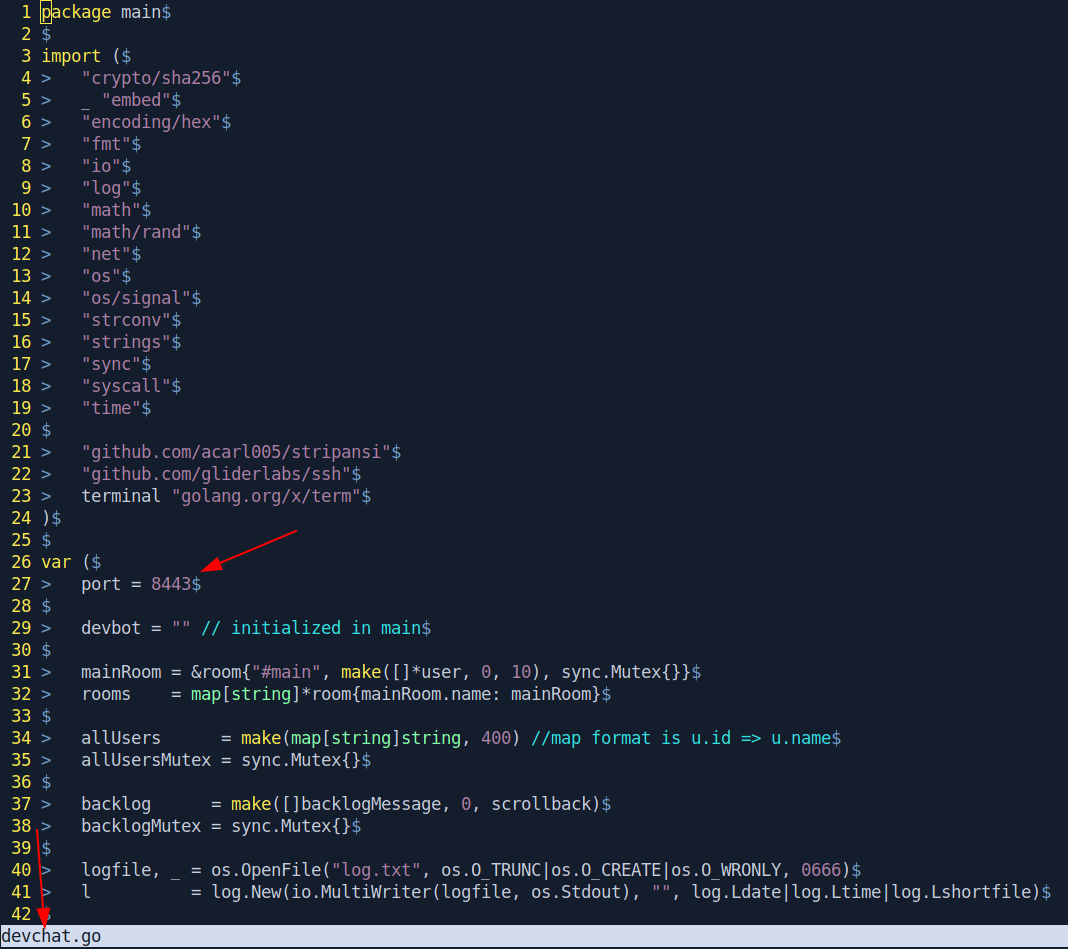 1 package main$
2 $
3 import ($
4 >   "crypto/sha256"$
5 >   _ "embed"$
6 >   "encoding/hex"$
7 >   "fmt"$
8 >   "io"$
9 >   "log"$
10 >   "math"$
11 >   "math/rand"$
12 >   "net"$
13 >   "os"$
14 >   "os/signal"$
15 >   "strconv"$
16 >   "strings"$
17 >   "sync"$
18 >   "syscall"$
19 >   "time"$
20 $
21 >   "github.com/acarl005/stripansi"$
22 >   "github.com/gliderlabs/ssh"$
23 >   terminal "golang.org/x/term"$
24 )$
25 $
26 var ($
27 >   port = 8443$
28 $
29 >   devbot = "" // initialized in main$
30 $
31 >   mainRoom = &room{"#main", make([]*user, 0, 10), sync.Mutex{}}$
32 >   rooms    = map[string]*room{mainRoom.name: mainRoom}$
33 $
34 >   allUsers      = make(map[string]string, 400) //map format is u.id => u.name$
35 >   allUsersMutex = sync.Mutex{}$
36 $
37 >   backlog      = make([]backlogMessage, 0, scrollback)$
38 >   backlogMutex = sync.Mutex{}$
39 $
40 >   logfile, _ = os.OpenFile("log.txt", os.O_TRUNC|os.O_CREATE|os.O_WRONLY, 0666)$
41 >   l          = log.New(io.MultiWriter(logfile, os.Stdout), "", log.Ldate|log.Ltime|log.Lshortfile)$
42 $
devchat.go